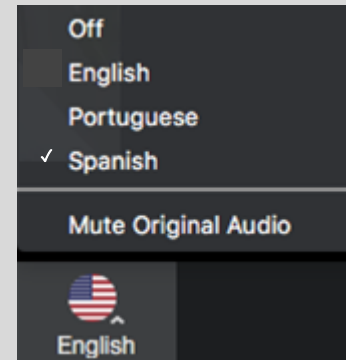 Off
English
Portuguese
✓ Spanish
Mute Original Audio
English